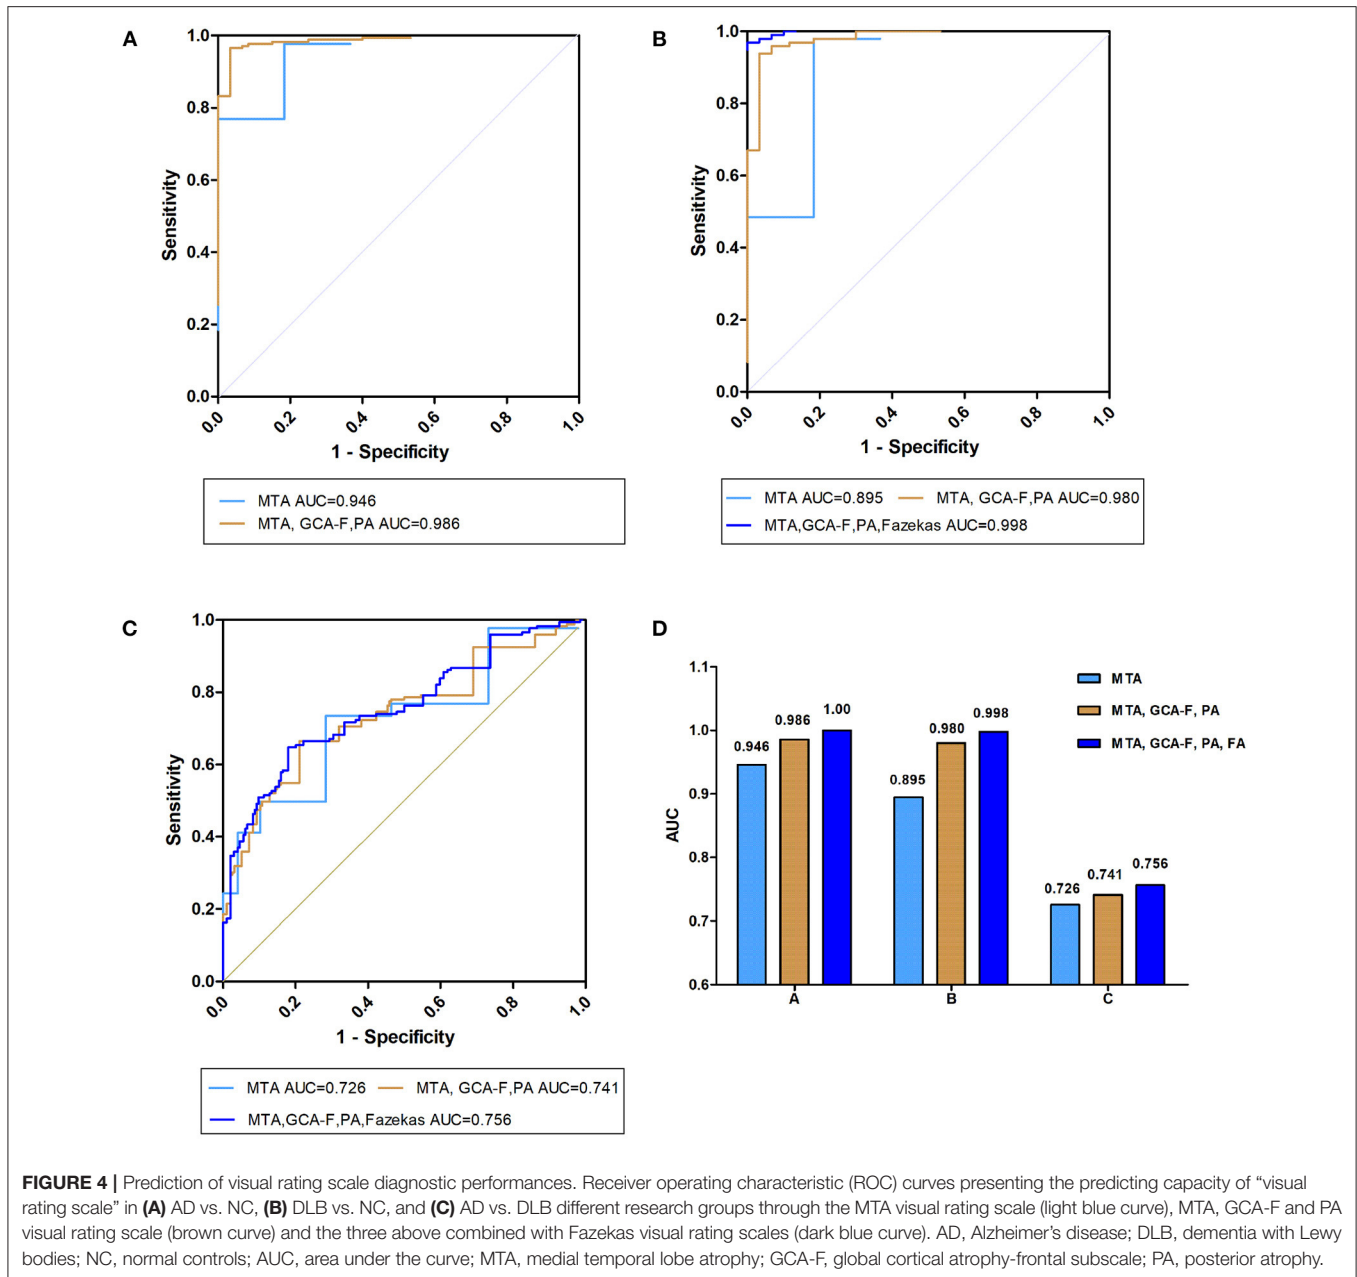 A
1.0
0.8
0.6
0.4
0.2
0.0
Sensitivity
0.0 0.2 0.4 0.6 0.8 1.0
1 - Specificity
MTA AUC=0.946
MTA, GCA-F,PA AUC=0.986
B
1.0
0.8
0.6
0.4
0.2
0.0
Sensitivity
0.0 0.2 0.4 0.6 0.8 1.0
1 - Specificity
MTA AUC=0.895 MTA, GCA-F,PA AUC=0.980
MTA,GCA-F,PA,Fazekas AUC=0.998
C
1.0
0.8
0.6
0.4
0.2
0.0
Sensitivity
0.0 0.2 0.4 0.6 0.8 1.0
1 - Specificity
MTA AUC=0.726 MTA, GCA-F,PA AUC=0.741
MTA,GCA-F,PA,Fazekas AUC=0.756
D
1.1
1.0
0.9
0.8
0.7
0.6
AUC
MTA
MTA, GCA-F, PA
MTA, GCA-F, PA, FA
0.946 0.986 1.00
0.895 0.980 0.998
0.726 0.741 0.756
A B C
FIGURE 4 | Prediction of visual rating scale diagnostic performances. Receiver operating characteristic (ROC) curves presenting the predicting capacity of “visual
rating scale” in (A) AD vs. NC, (B) DLB vs. NC, and (C) AD vs. DLB different research groups through the MTA visual rating scale (light blue curve), MTA, GCA-F and PA
visual rating scale (brown curve) and the three above combined with Fazekas visual rating scales (dark blue curve). AD, Alzheimer’s disease; DLB, dementia with Lewy
bodies; NC, normal controls; AUC, area under the curve; MTA, medial temporal lobe atrophy; GCA-F, global cortical atrophy-frontal subscale; PA, posterior atrophy.